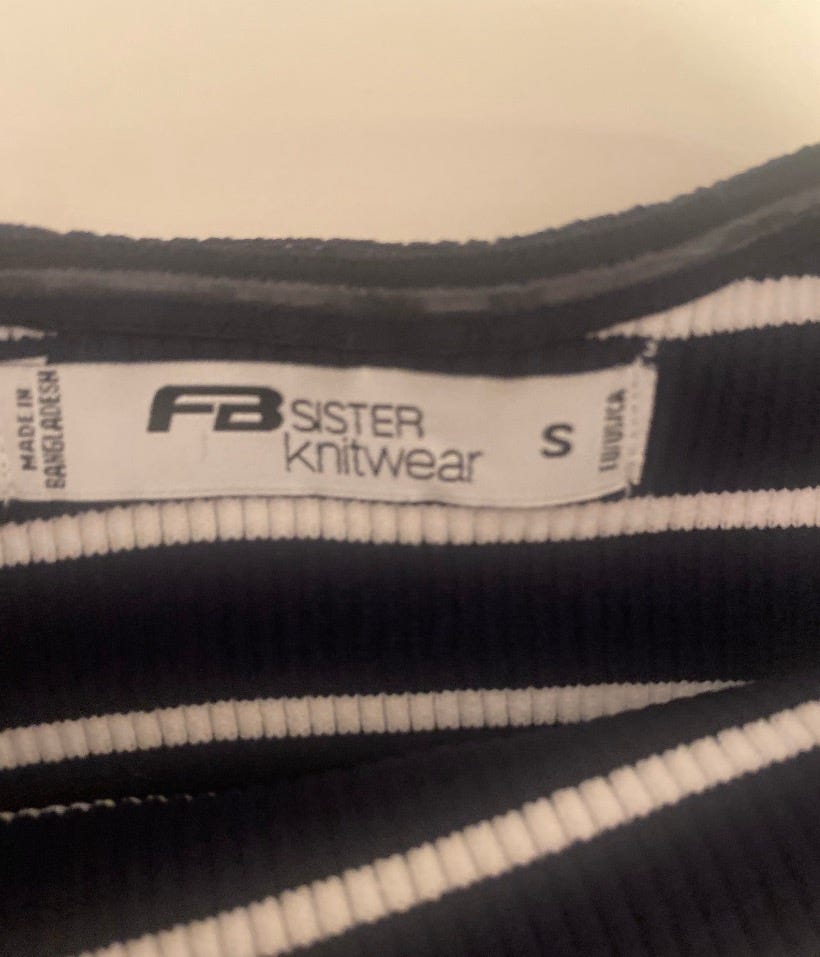 MADE IN
BANGLADESH
FB SISTER
knitwear
S